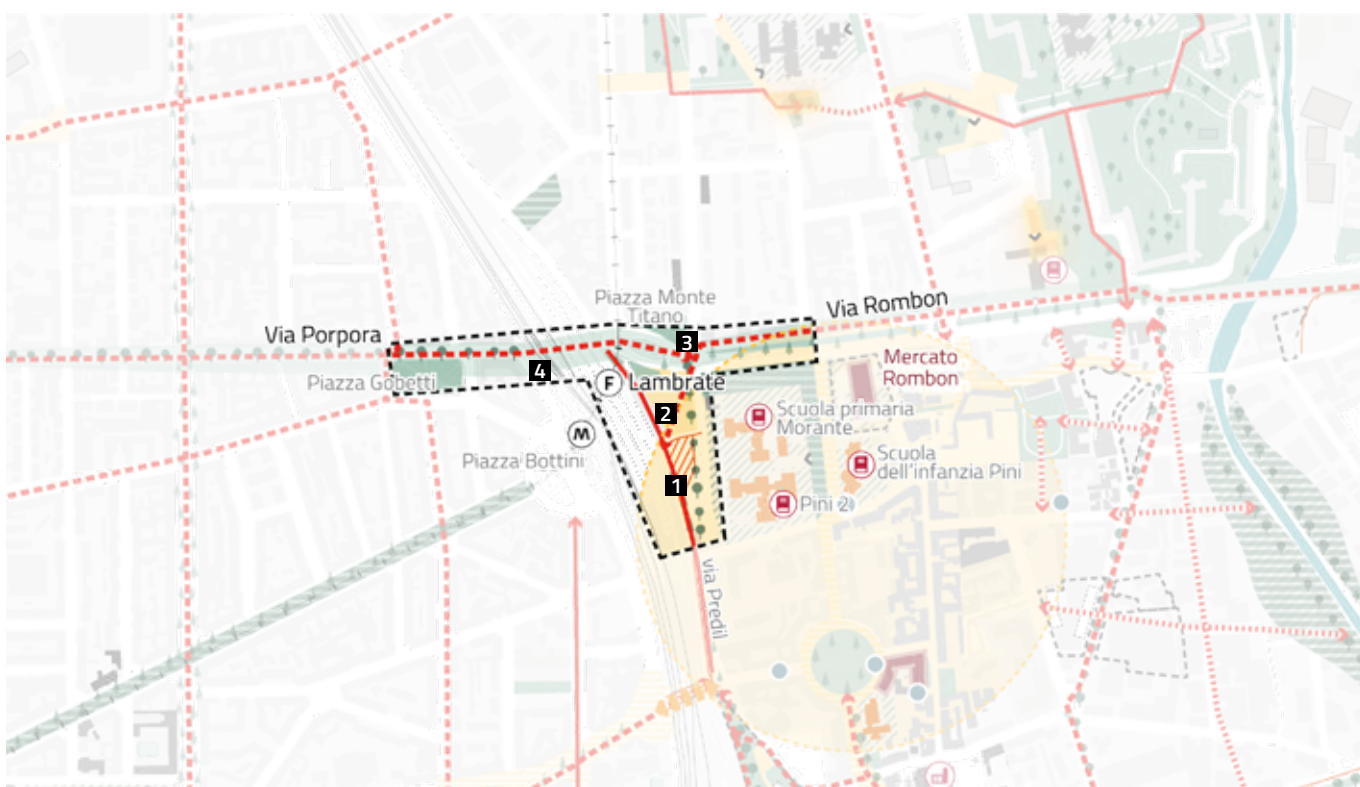 Piazza Monte
Titano
Via Rombon
Via Porpora
3
Mercato
Rombon
4
Piazza Gobetti
F Lambrate
2
Scuola primaria
Morante
M
Piazza Bottini
Scuola
dell'infanzia Pini
1
Pini 2
via Predil